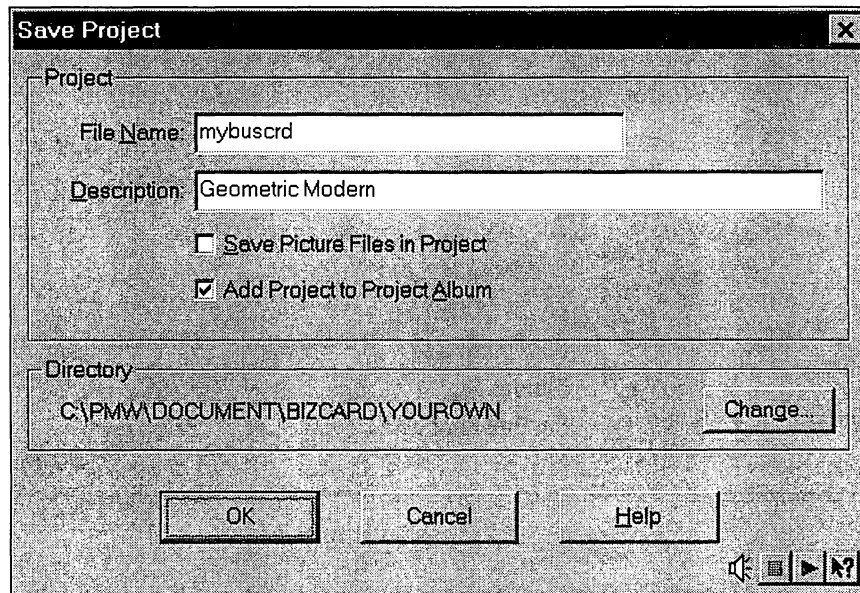 Save Project
Project
File Name: mybuscrd
Description: Geometric Modern
Save Picture Files in Project
Add Project to Project Album
Directory
C:\PMW\DOCUMENT\BIZCARD\YOUROWN Change...
OK Cancel Help
?